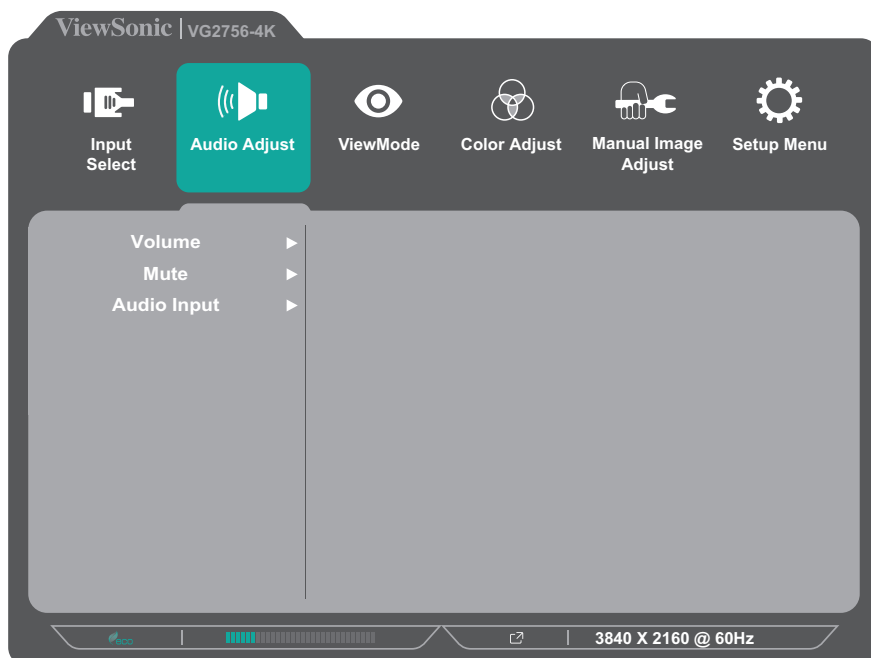 ViewSonic | VG2756-4K
Input Select
Audio Adjust
ViewMode
Color Adjust
Manual Image Adjust
Setup Menu
Volume
Mute
Audio Input
eco
3840 X 2160 @ 60Hz